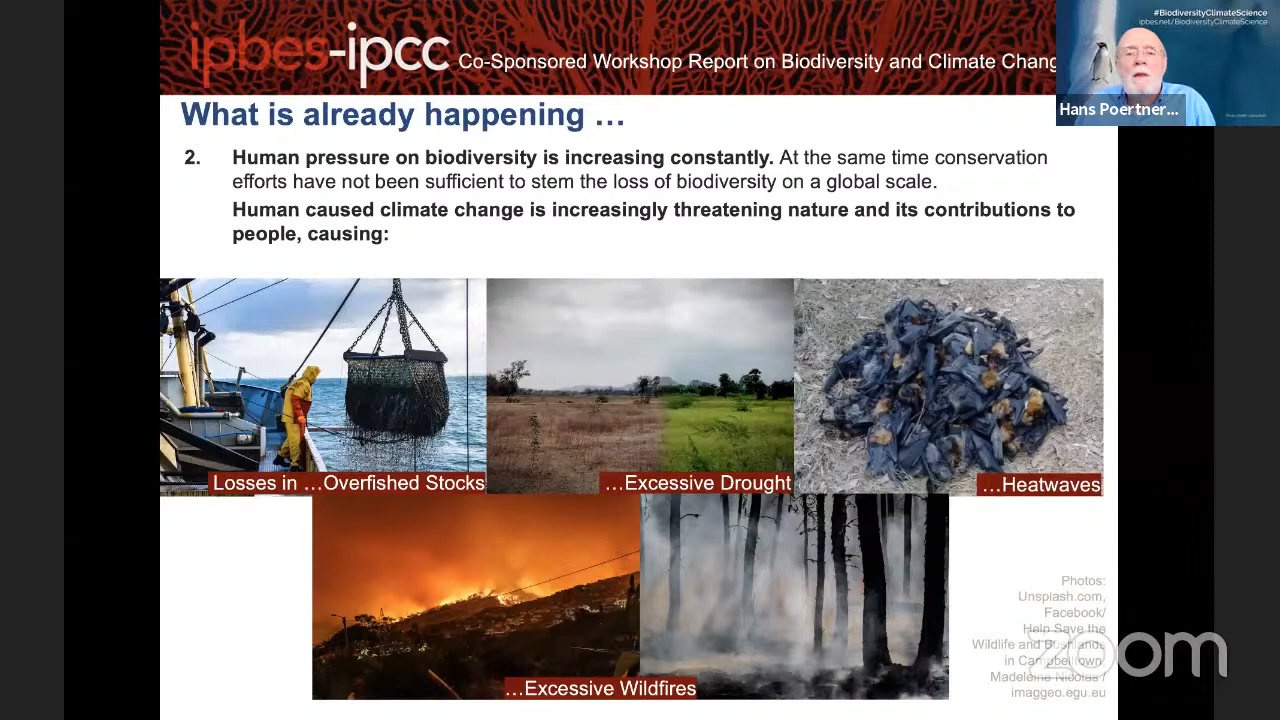 ipbes-ipcc Co-Sponsored Workshop Report on Biodiversity and Climate Chang
#BiodiversityClimateScience
ipbes.net/BiodiversityClimateScience
Hans Poertner...
What is already happening …
2. Human pressure on biodiversity is increasing constantly. At the same time conservation
efforts have not been sufficient to stem the loss of biodiversity on a global scale.
Human caused climate change is increasingly threatening nature and its contributions to
people, causing:
Losses in …Overfished Stocks
…Excessive Drought
…Heatwaves
…Excessive Wildfires
Photos:
Unsplash.com,
Facebook/
Help Save the
Wildlife and Bushlands
in Campbelltown,
Madeleine Nicolas /
imaggeo.egu.eu
zoom